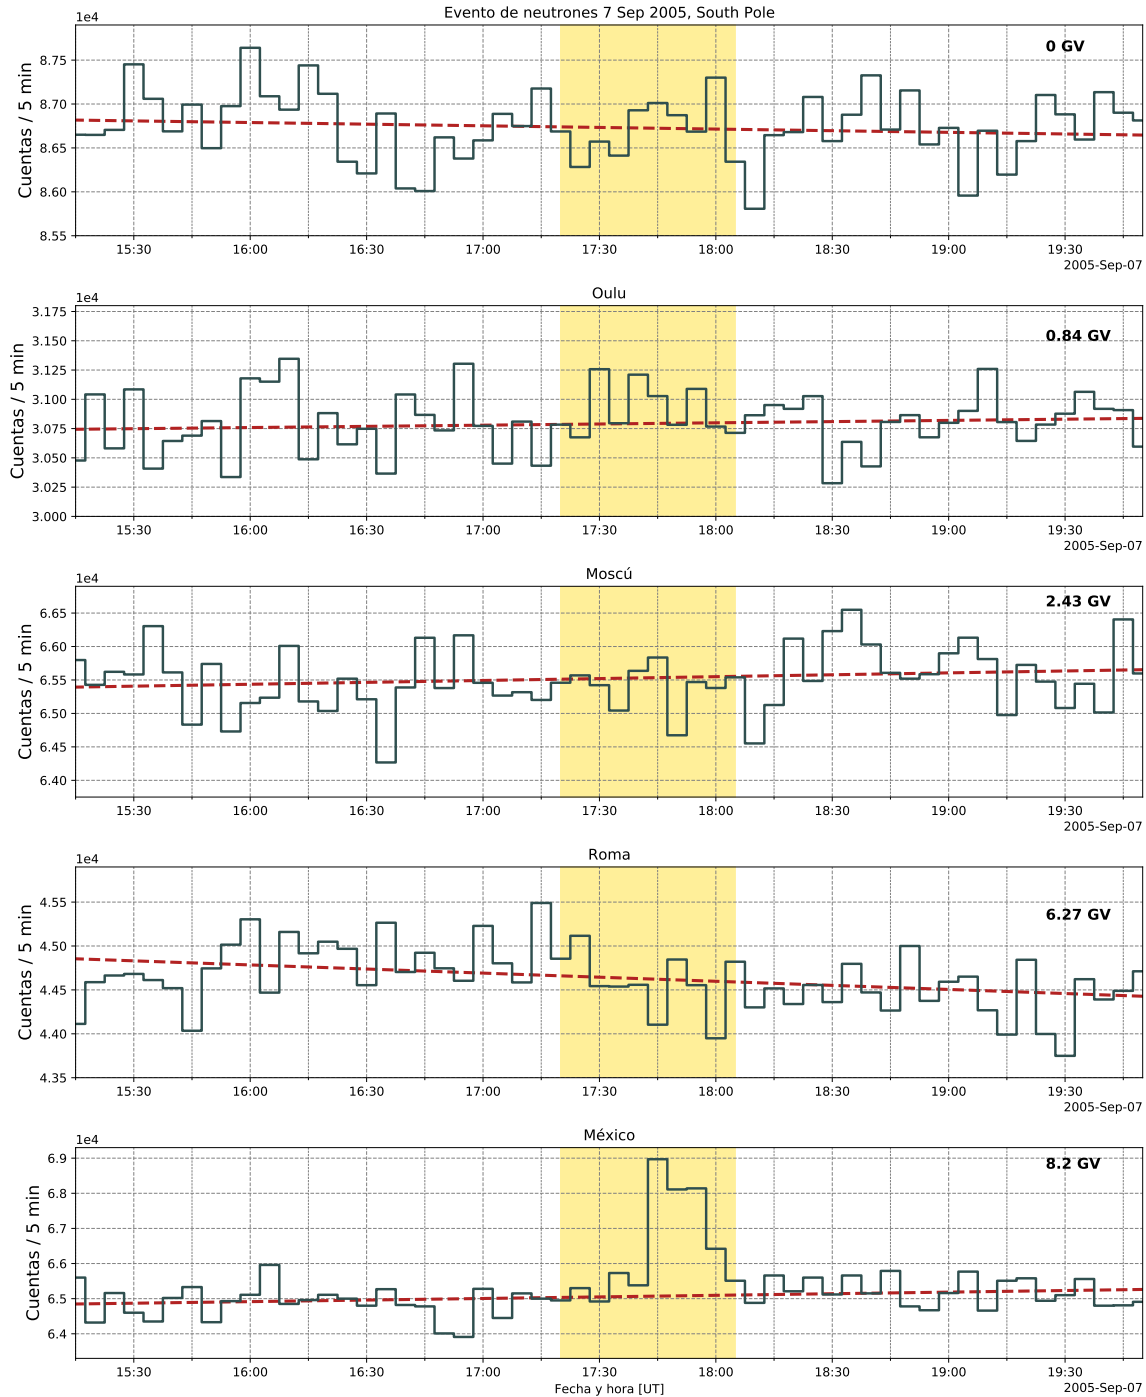 Evento de neutrones 7 Sep 2005, South Pole
1e4
0 GV
Cuentas / 5 min
8.75
8.70
8.65
8.60
8.55
15:30 16:00 16:30 17:00 17:30 18:00 18:30 19:00 19:30
2005-Sep-07
Oulu
1e4
0.84 GV
Cuentas / 5 min
3.175
3.150
3.125
3.100
3.075
3.050
3.025
3.000
15:30 16:00 16:30 17:00 17:30 18:00 18:30 19:00 19:30
2005-Sep-07
Moscú
1e4
2.43 GV
Cuentas / 5 min
6.65
6.60
6.55
6.50
6.45
6.40
15:30 16:00 16:30 17:00 17:30 18:00 18:30 19:00 19:30
2005-Sep-07
Roma
1e4
6.27 GV
Cuentas / 5 min
4.55
4.50
4.45
4.40
4.35
15:30 16:00 16:30 17:00 17:30 18:00 18:30 19:00 19:30
2005-Sep-07
México
1e4
8.2 GV
Cuentas / 5 min
6.9
6.8
6.7
6.6
6.5
6.4
15:30 16:00 16:30 17:00 17:30 18:00 18:30 19:00 19:30
Fecha y hora [UT]
2005-Sep-07